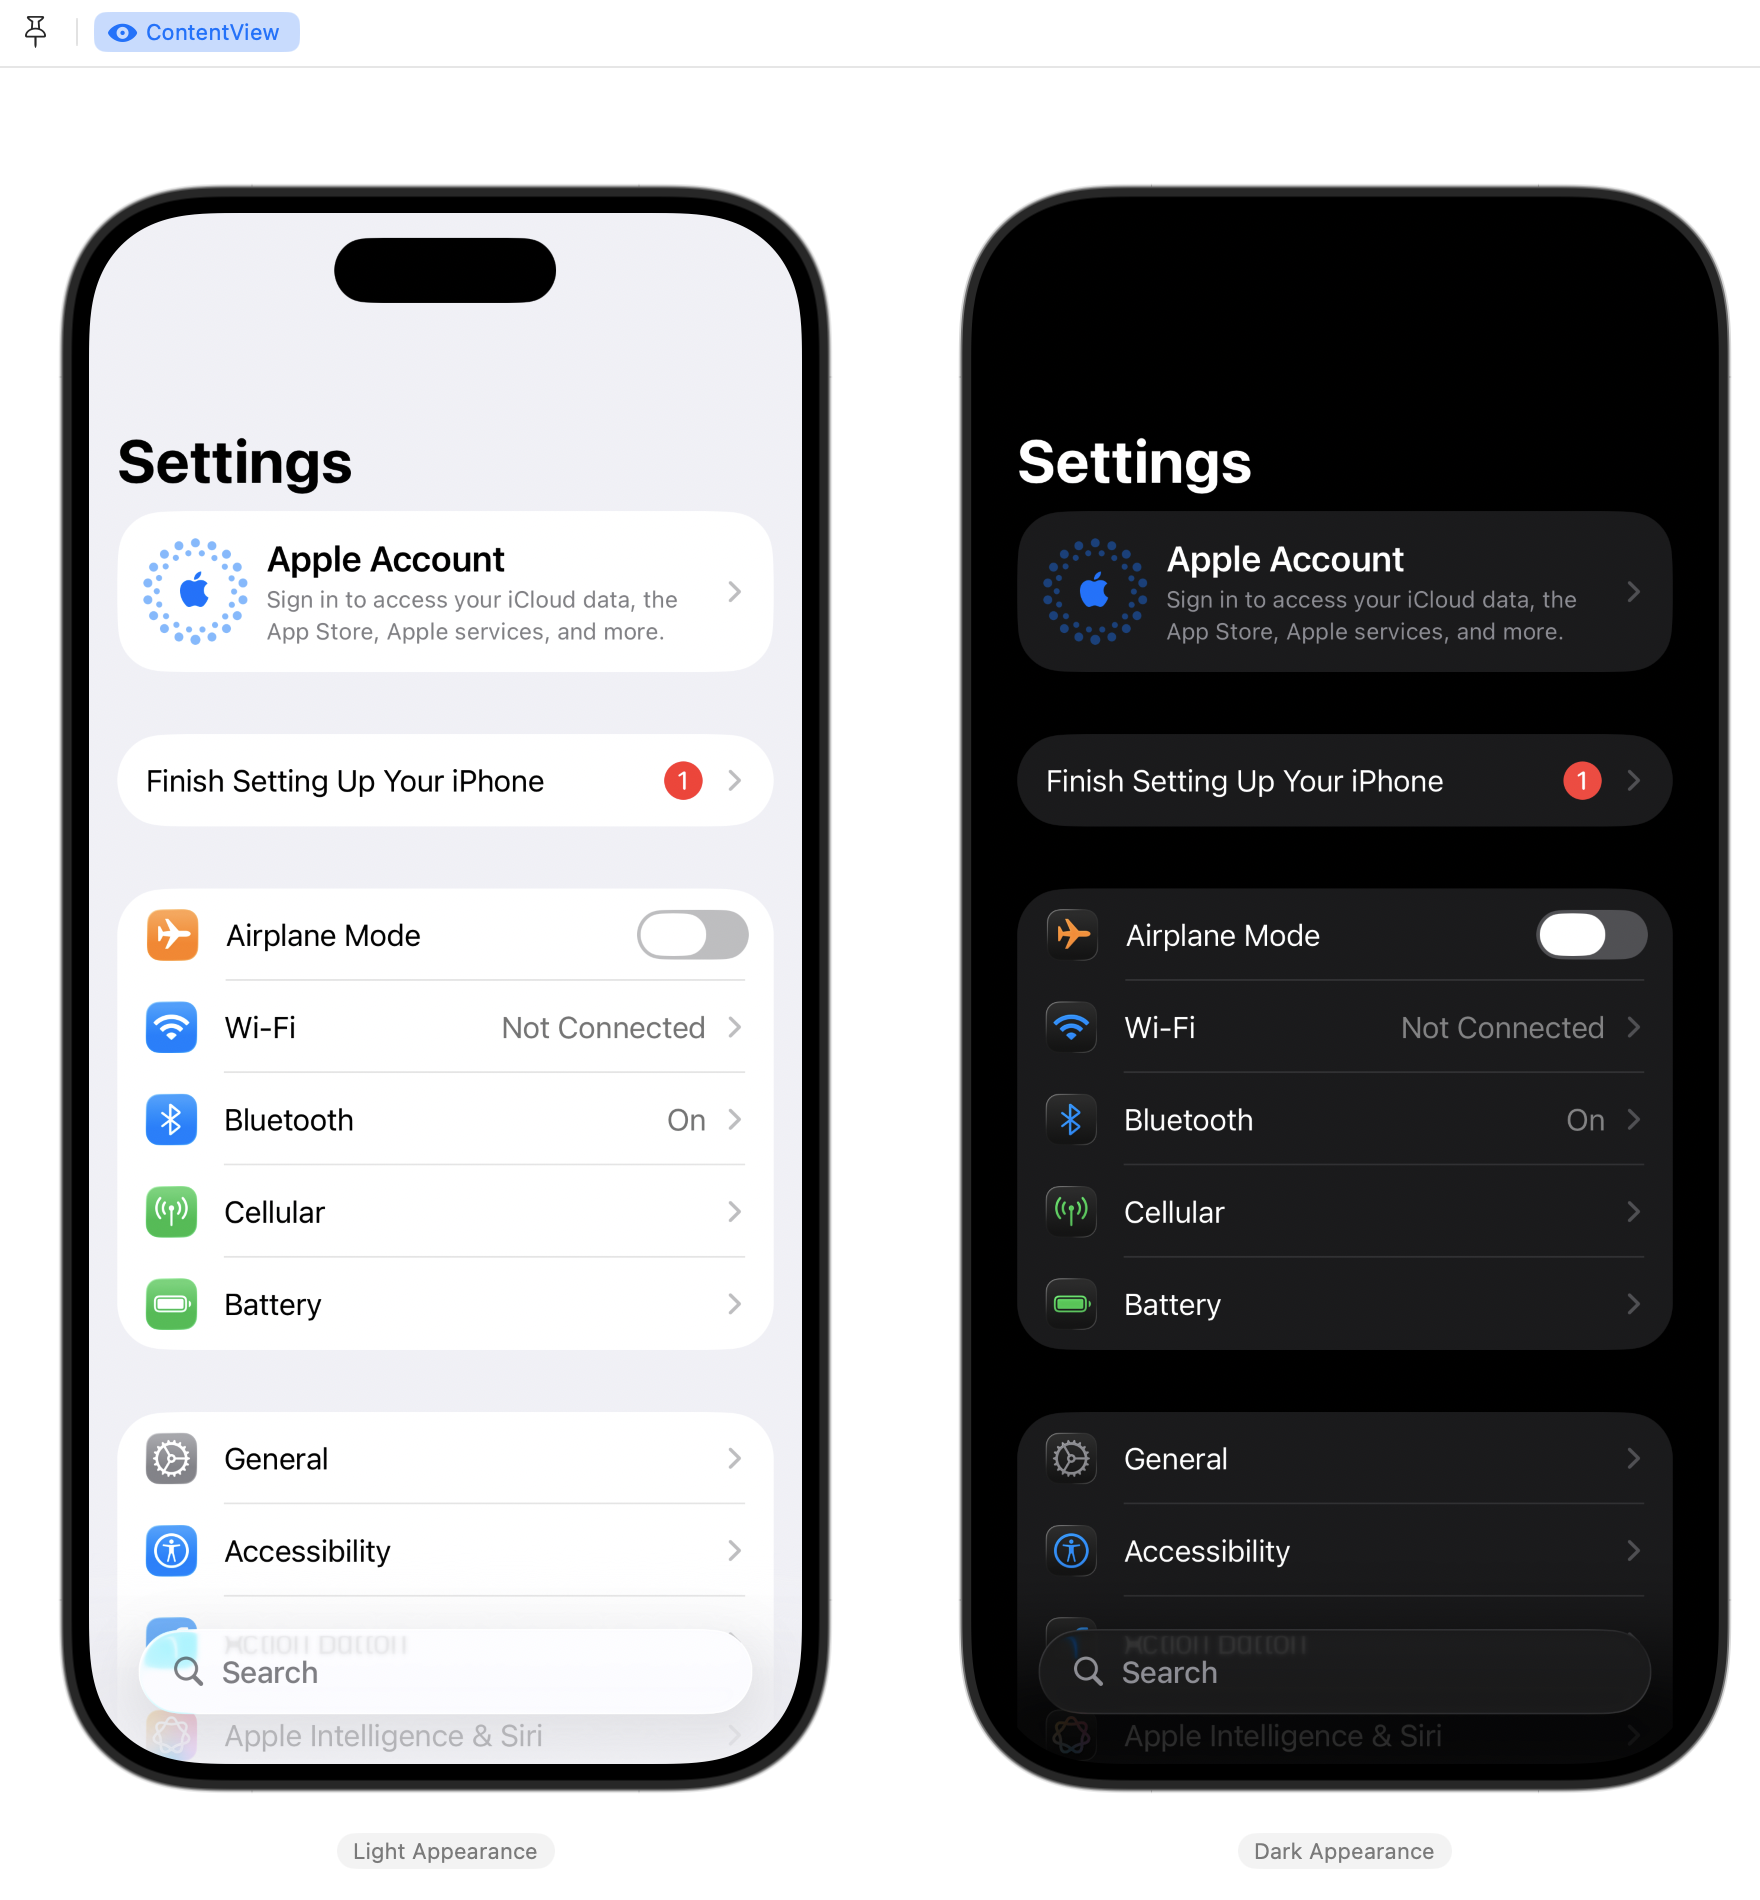 ContentView
Settings
Apple Account
Sign in to access your iCloud data, the
App Store, Apple services, and more.
Finish Setting Up Your iPhone 1
Airplane Mode
Wi-Fi Not Connected
Bluetooth On
Cellular
Battery
General
Accessibility
Action Button
Search
Apple Intelligence & Siri
Light Appearance
Settings
Apple Account
Sign in to access your iCloud data, the
App Store, Apple services, and more.
Finish Setting Up Your iPhone 1
Airplane Mode
Wi-Fi Not Connected
Bluetooth On
Cellular
Battery
General
Accessibility
Action Button
Search
Apple Intelligence & Siri
Dark Appearance